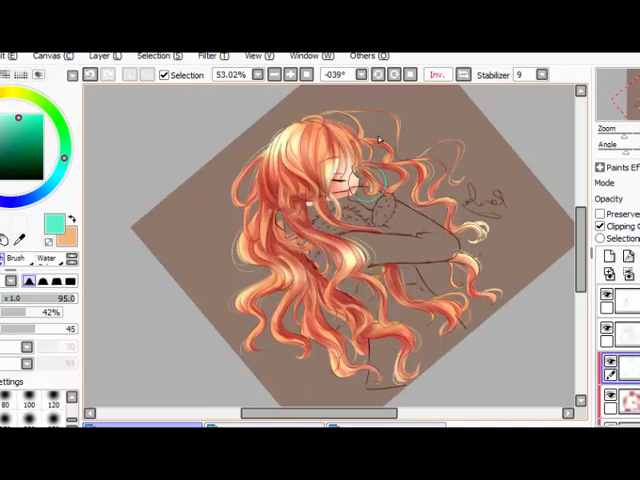 it (E) Canvas (C) Layer (L) Selection (S) Filter (T) View (V) Window (W) Others (O)
Selection 53.02% -039° Inv. Stabilizer 9
Zoom
Angle
Paints Ef
Mode
Opacity
Preserve
Clipping
Selection
Brush Water
x 1.0 95.0
42%
45
ettings
80 100 120